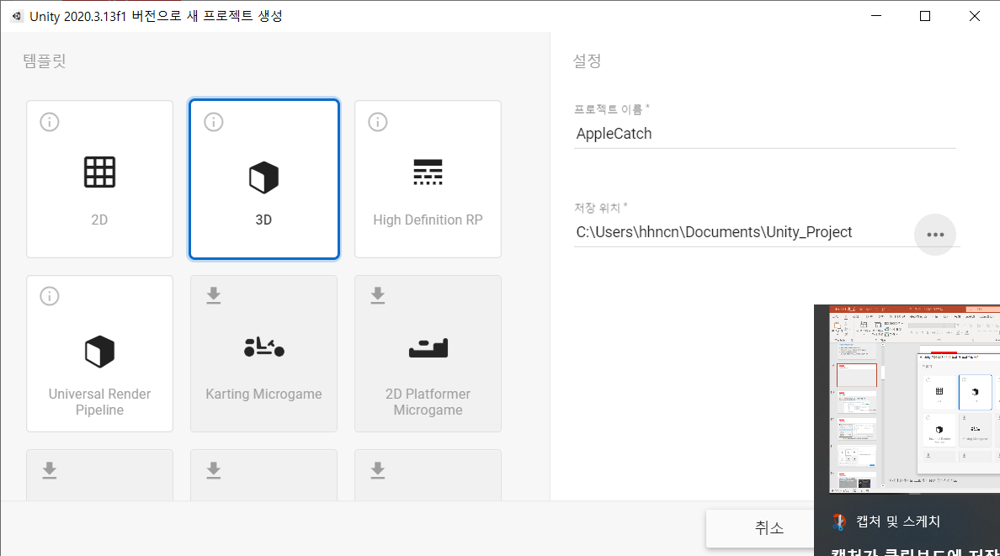 Unity 2020.3.13f1 버전으로 새 프로젝트 생성
템플릿
설정
프로젝트 이름 *
AppleCatch
저장 위치 *
C:\Users\hhncn\Documents\Unity_Project
2D
3D
High Definition RP
Universal Render
Pipeline
Karting Microgame
2D Platformer
Microgame
취소
캡처 및 스케치
캡처가 클립보드에 저장